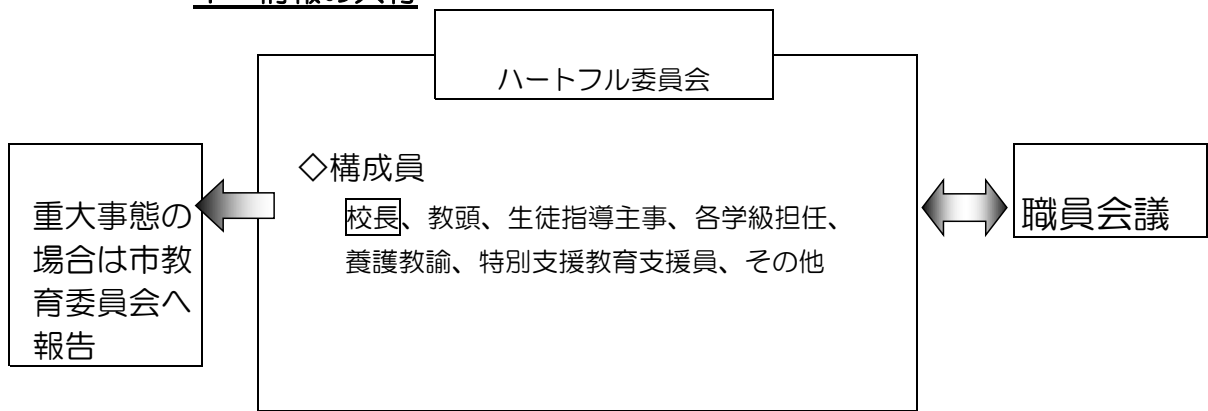 ハートフル委員会
◇構成員
校長、教頭、生徒指導主事、各学級担任、
養護教諭、特別支援教育支援員、その他
重大事態の
場合は市教
育委員会へ
報告
職員会議